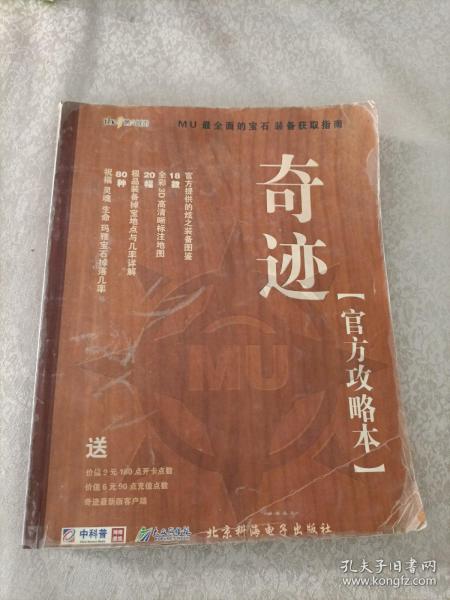 MU 最全面的宝石 装备获取指南
奇迹
【官方攻略本】
官方提供的炫之装备图鉴
18款
全彩3D高清晰标注地图
20幅
极品装备掉宝地点与几率详解
80种
祝福 灵魂 生命 玛雅宝石掉落几率
MU
送
价值9元180点开卡点数
价值6元90点充值点数
奇迹最新版客户端
中科普
北京科海电子出版社
孔夫子旧书网